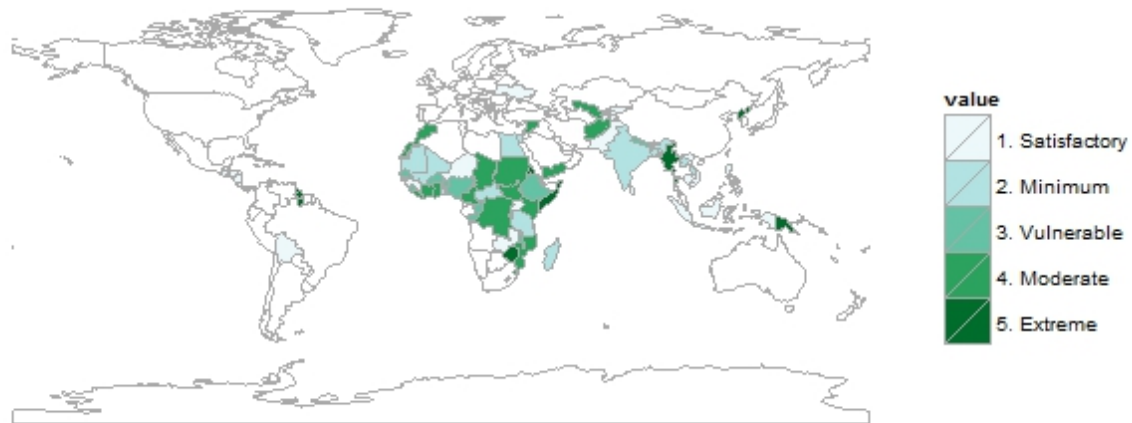 value
1. Satisfactory
2. Minimum
3. Vulnerable
4. Moderate
5. Extreme